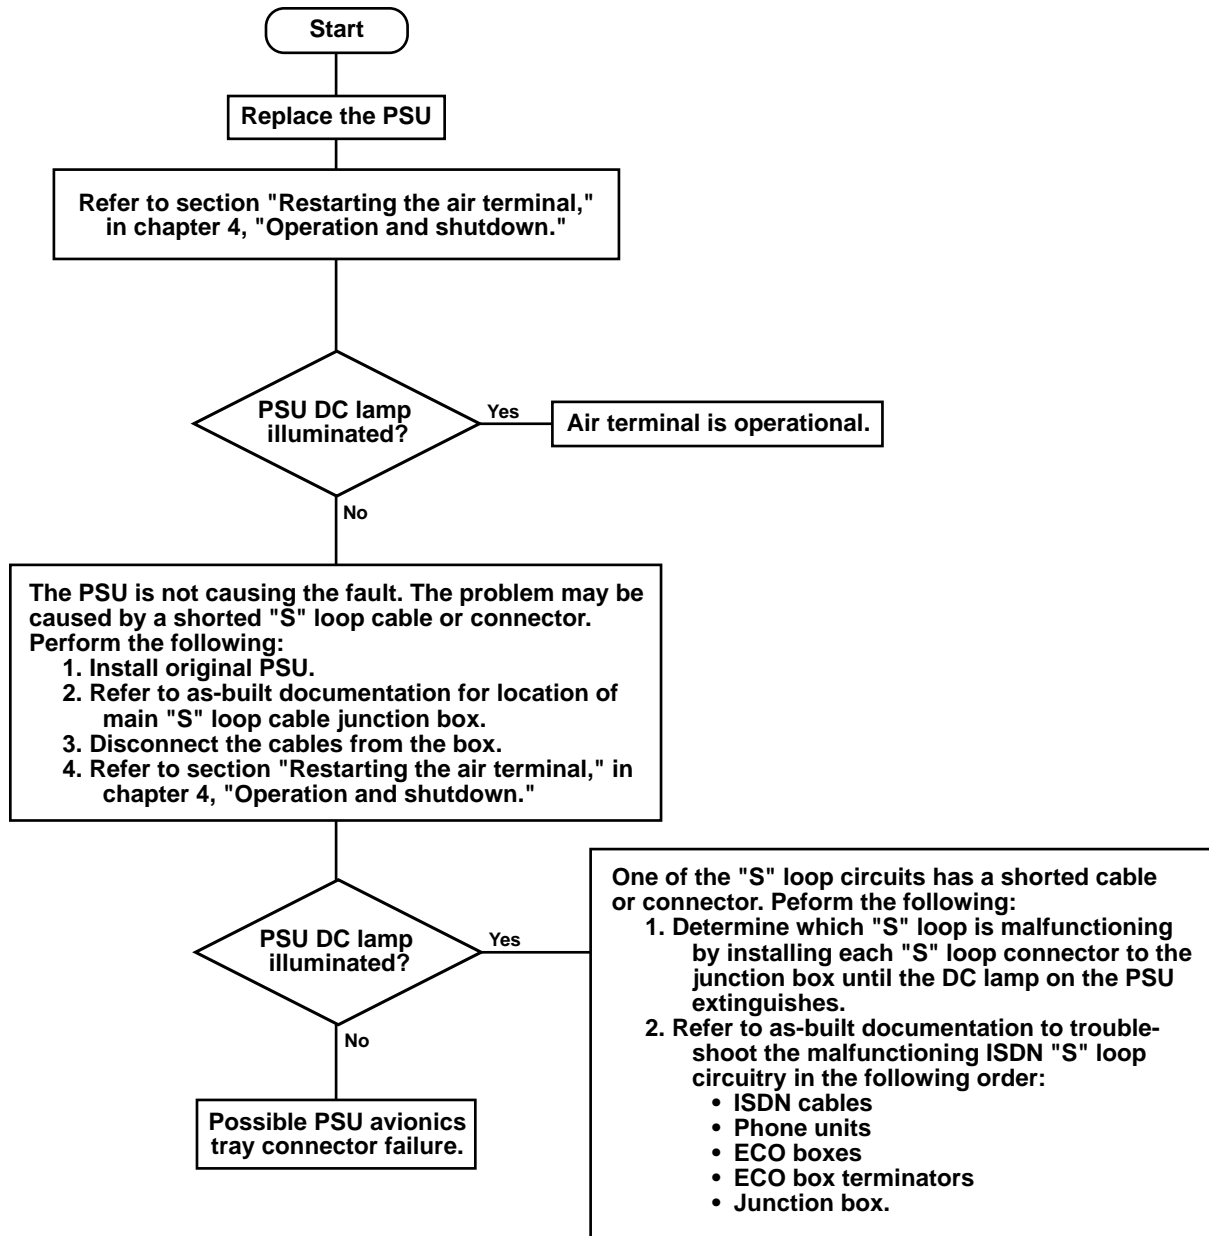 Start
Replace the PSU
Refer to section "Restarting the air terminal,"
in chapter 4, "Operation and shutdown."
PSU DC lamp
illuminated?
Yes
Air terminal is operational.
No
The PSU is not causing the fault. The problem may be
caused by a shorted "S" loop cable or connector.
Perform the following:
1. Install original PSU.
2. Refer to as-built documentation for location of
main "S" loop cable junction box.
3. Disconnect the cables from the box.
4. Refer to section "Restarting the air terminal," in
chapter 4, "Operation and shutdown."
PSU DC lamp
illuminated?
Yes
One of the "S" loop circuits has a shorted cable
or connector. Peform the following:
1. Determine which "S" loop is malfunctioning
by installing each "S" loop connector to the
junction box until the DC lamp on the PSU
extinguishes.
2. Refer to as-built documentation to trouble-
shoot the malfunctioning ISDN "S" loop
circuitry in the following order:
• ISDN cables
• Phone units
• ECO boxes
• ECO box terminators
• Junction box.
No
Possible PSU avionics
tray connector failure.